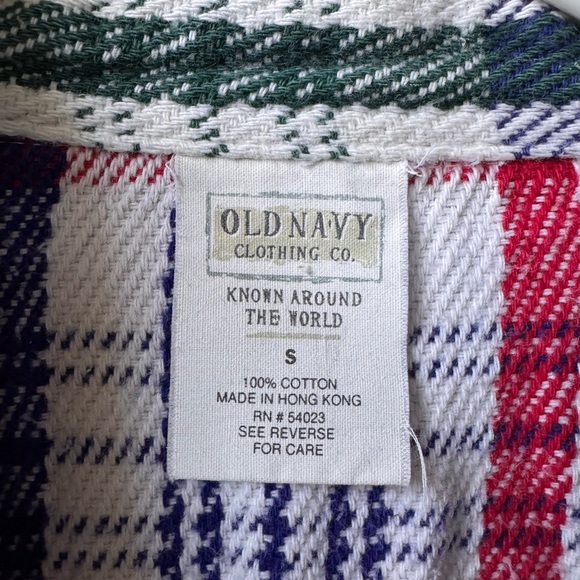 OLD NAVY
CLOTHING CO.
KNOWN AROUND
THE WORLD
S
100% COTTON
MADE IN HONG KONG
RN # 54023
SEE REVERSE
FOR CARE